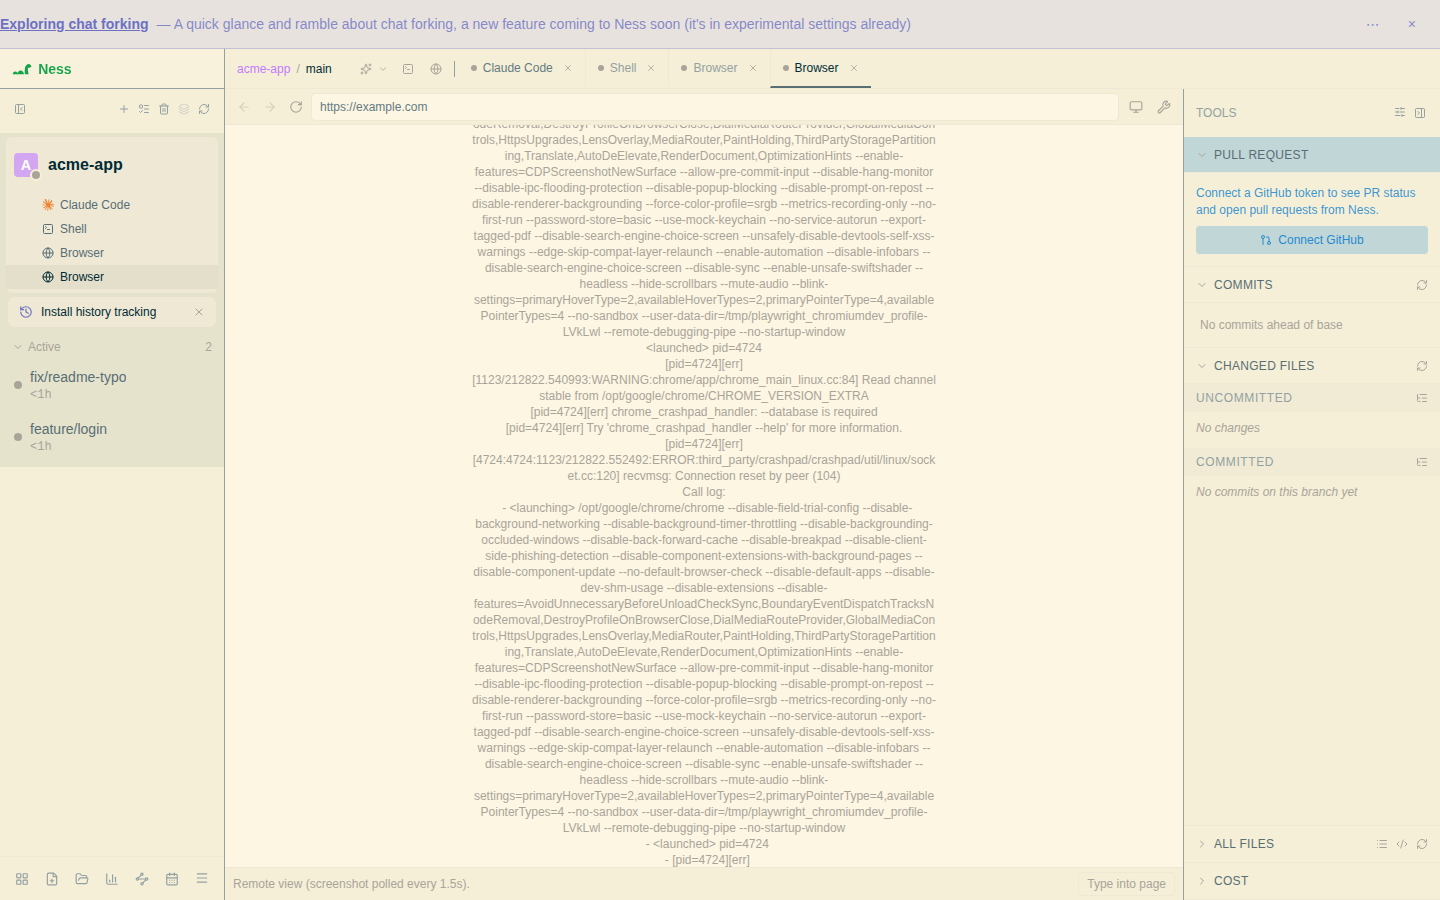 Exploring chat forking — A quick glance and ramble about chat forking, a new feature coming to Ness soon (it's in experimental settings already)
Ness
acme-app / main
Claude Code
Shell
Browser
Browser
https://example.com
A acme-app
Claude Code
Shell
Browser
Browser
Install history tracking
Active 2
fix/readme-typo
<1h
feature/login
<1h
odeRemoval,DestroyProfileOnBrowserClose,DialMediaRouteProvider,GlobalMediaCon
trols,HttpsUpgrades,LensOverlay,MediaRouter,PaintHolding,ThirdPartyStoragePartition
ing,Translate,AutoDeElevate,RenderDocument,OptimizationHints --enable-
features=CDPScreenshotNewSurface --allow-pre-commit-input --disable-hang-monitor
--disable-ipc-flooding-protection --disable-popup-blocking --disable-prompt-on-repost --
disable-renderer-backgrounding --force-color-profile=srgb --metrics-recording-only --no-
first-run --password-store=basic --use-mock-keychain --no-service-autorun --export-
tagged-pdf --disable-search-engine-choice-screen --unsafely-disable-devtools-self-xss-
warnings --edge-skip-compat-layer-relaunch --enable-automation --disable-infobars --
disable-search-engine-choice-screen --disable-sync --enable-unsafe-swiftshader --
headless --hide-scrollbars --mute-audio --blink-
settings=primaryHoverType=2,availableHoverTypes=2,primaryPointerType=4,available
PointerTypes=4 --no-sandbox --user-data-dir=/tmp/playwright_chromiumdev_profile-
LVkLwl --remote-debugging-pipe --no-startup-window
<launched> pid=4724
[pid=4724][err]
[1123/212822.540993:WARNING:chrome/app/chrome_main_linux.cc:84] Read channel
stable from /opt/google/chrome/CHROME_VERSION_EXTRA
[pid=4724][err] chrome_crashpad_handler: --database is required
[pid=4724][err] Try 'chrome_crashpad_handler --help' for more information.
[pid=4724][err]
[4724:4724:1123/212822.552492:ERROR:third_party/crashpad/crashpad/util/linux/sock
et.cc:120] recvmsg: Connection reset by peer (104)
Call log:
- <launching> /opt/google/chrome/chrome --disable-field-trial-config --disable-
background-networking --disable-background-timer-throttling --disable-backgrounding-
occluded-windows --disable-back-forward-cache --disable-breakpad --disable-client-
side-phishing-detection --disable-component-extensions-with-background-pages --
disable-component-update --no-default-browser-check --disable-default-apps --disable-
dev-shm-usage --disable-extensions --disable-
features=AvoidUnnecessaryBeforeUnloadCheckSync,BoundaryEventDispatchTracksN
odeRemoval,DestroyProfileOnBrowserClose,DialMediaRouteProvider,GlobalMediaCon
trols,HttpsUpgrades,LensOverlay,MediaRouter,PaintHolding,ThirdPartyStoragePartition
ing,Translate,AutoDeElevate,RenderDocument,OptimizationHints --enable-
features=CDPScreenshotNewSurface --allow-pre-commit-input --disable-hang-monitor
--disable-ipc-flooding-protection --disable-popup-blocking --disable-prompt-on-repost --
disable-renderer-backgrounding --force-color-profile=srgb --metrics-recording-only --no-
first-run --password-store=basic --use-mock-keychain --no-service-autorun --export-
tagged-pdf --disable-search-engine-choice-screen --unsafely-disable-devtools-self-xss-
warnings --edge-skip-compat-layer-relaunch --enable-automation --disable-infobars --
disable-search-engine-choice-screen --disable-sync --enable-unsafe-swiftshader --
headless --hide-scrollbars --mute-audio --blink-
settings=primaryHoverType=2,availableHoverTypes=2,primaryPointerType=4,available
PointerTypes=4 --no-sandbox --user-data-dir=/tmp/playwright_chromiumdev_profile-
LVkLwl --remote-debugging-pipe --no-startup-window
- <launched> pid=4724
- [pid=4724][err]
Remote view (screenshot polled every 1.5s).
Type into page
TOOLS
PULL REQUEST
Connect a GitHub token to see PR status
and open pull requests from Ness.
Connect GitHub
COMMITS
No commits ahead of base
CHANGED FILES
UNCOMMITTED
No changes
COMMITTED
No commits on this branch yet
ALL FILES
COST